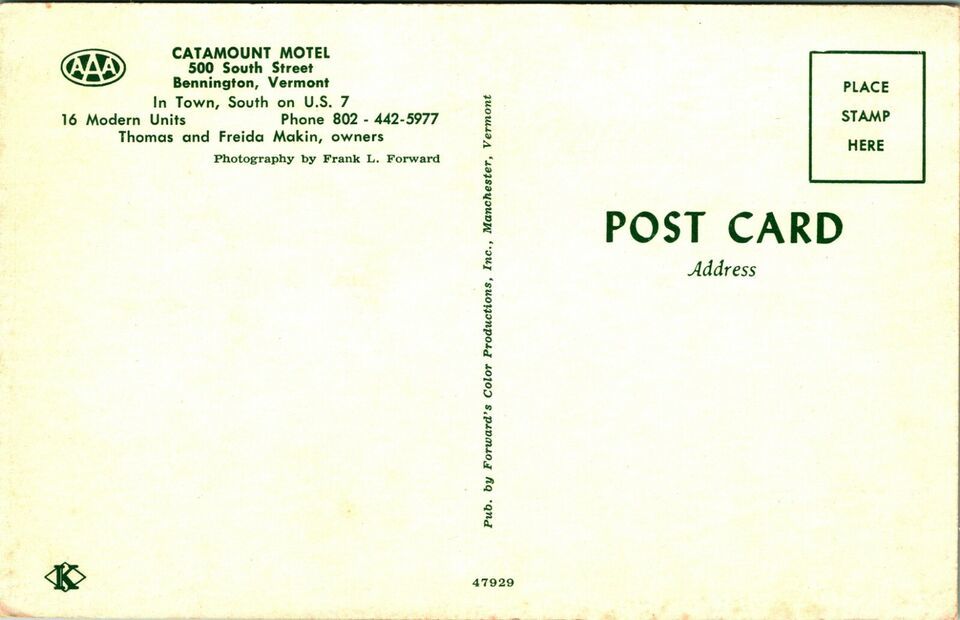 AAA
CATAMOUNT MOTEL
500 South Street
Bennington, Vermont
In Town, South on U.S. 7
16 Modern Units Phone 802 - 442-5977
Thomas and Freida Makin, owners
Photography by Frank L. Forward
Pub. by Forward's Color Productions, Inc., Manchester, Vermont
PLACE
STAMP
HERE
POST CARD
Address
K
47929